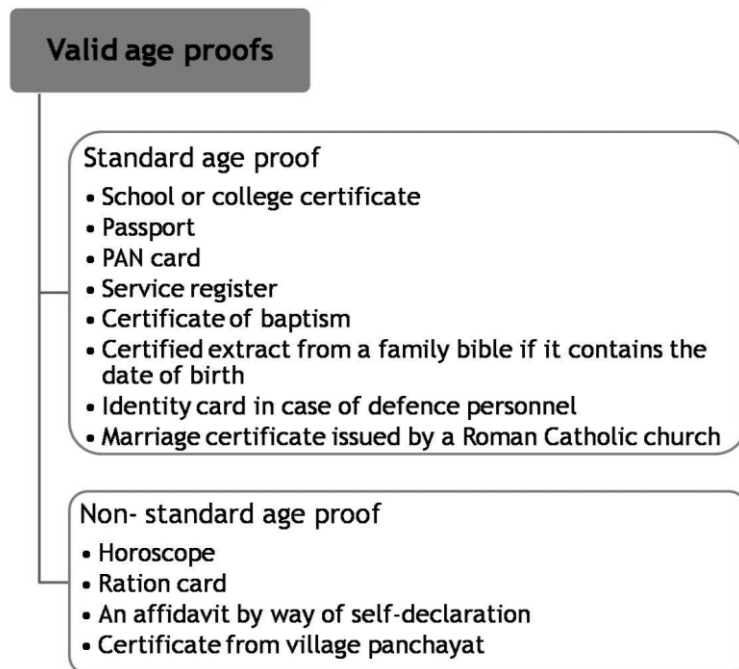 Valid age proofs
Standard age proof
• School or college certificate
• Passport
• PAN card
• Service register
• Certificate of baptism
• Certified extract from a family bible if it contains the
date of birth
• Identity card in case of defence personnel
• Marriage certificate issued by a Roman Catholic church
Non- standard age proof
• Horoscope
• Ration card
• An affidavit by way of self-declaration
• Certificate from village panchayat